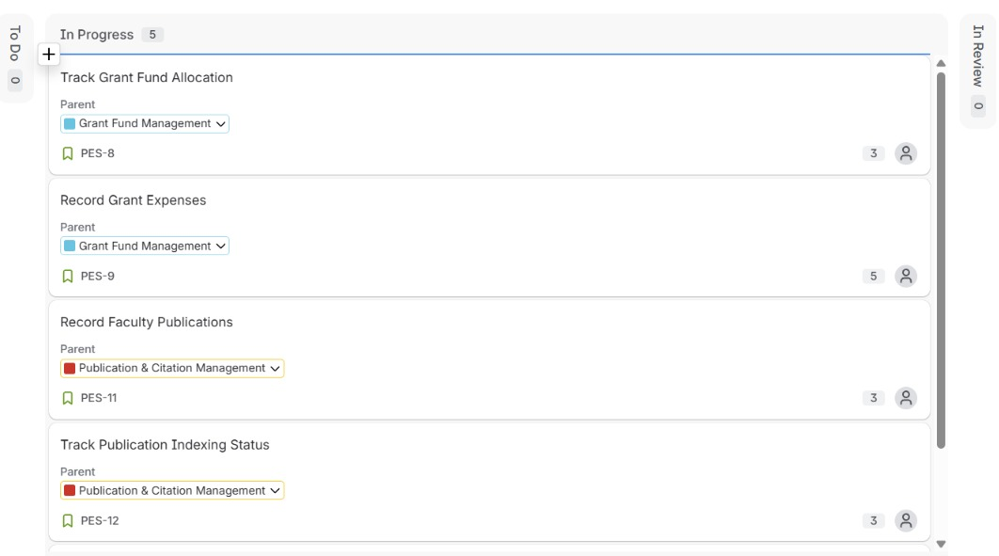 To Do 0
In Progress 5
Track Grant Fund Allocation
Parent
Grant Fund Management
PES-8 3
Record Grant Expenses
Parent
Grant Fund Management
PES-9 5
Record Faculty Publications
Parent
Publication & Citation Management
PES-11 3
Track Publication Indexing Status
Parent
Publication & Citation Management
PES-12 3
In Review 0